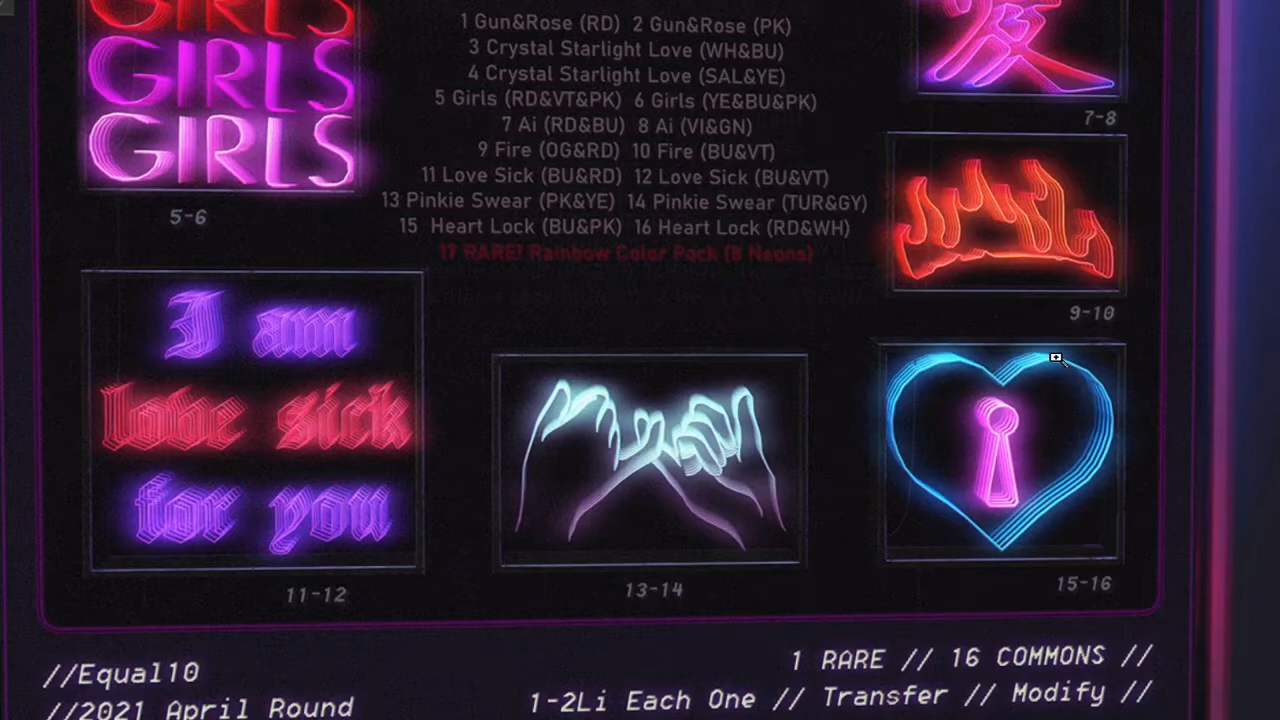 GIRLS
GIRLS
GIRLS
1 Gun&Rose (RD)  2 Gun&Rose (PK)
3 Crystal Starlight Love (WH&BU)
4 Crystal Starlight Love (SAL&YE)
5 Girls (RD&VT&PK)  6 Girls (YE&BU&PK)
7 Ai (RD&BU)  8 Ai (VI&GN)
9 Fire (OG&RD)  10 Fire (BU&VT)
11 Love Sick (BU&RD)  12 Love Sick (BU&VT)
13 Pinkie Swear (PK&YE)  14 Pinkie Swear (TUR&GY)
15  Heart Lock (BU&PK)  16 Heart Lock (RD&WH)
17 RARE! Rainbow Color Pack (8 Neons)
愛
7-8
5-6
9-10
I am
love sick
for you
11-12
13-14
15-16
//Equal10
//2021 April Round
1 RARE // 16 COMMONS //
1-2Li Each One // Transfer // Modify //